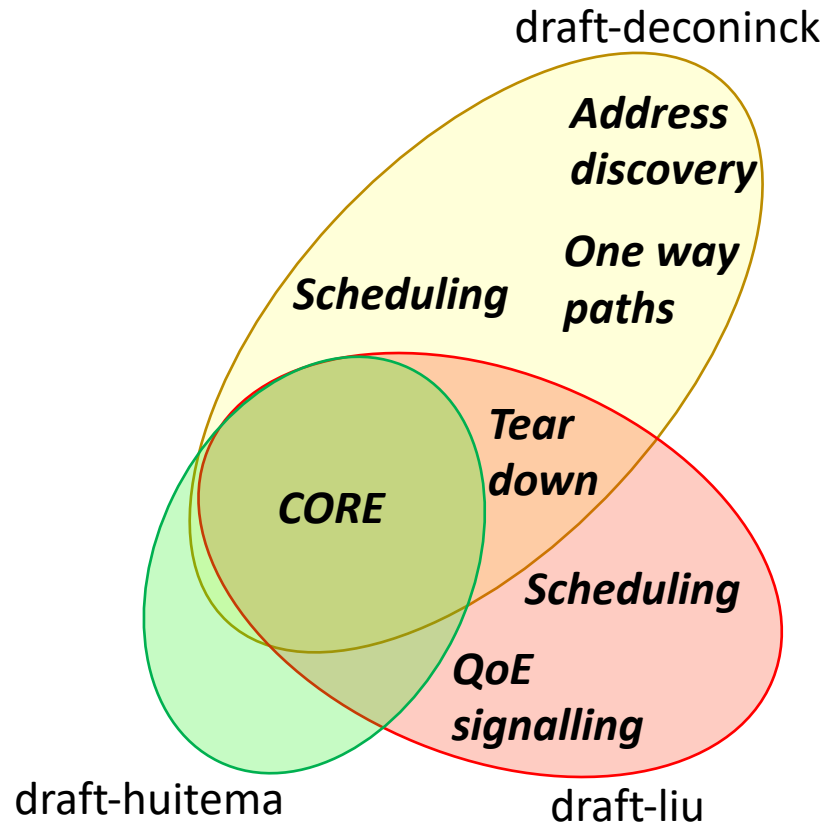 draft-deconinck
Address
discovery
One way
paths
Scheduling
Tear
down
CORE
Scheduling
QoE
signalling
draft-huitema
draft-liu